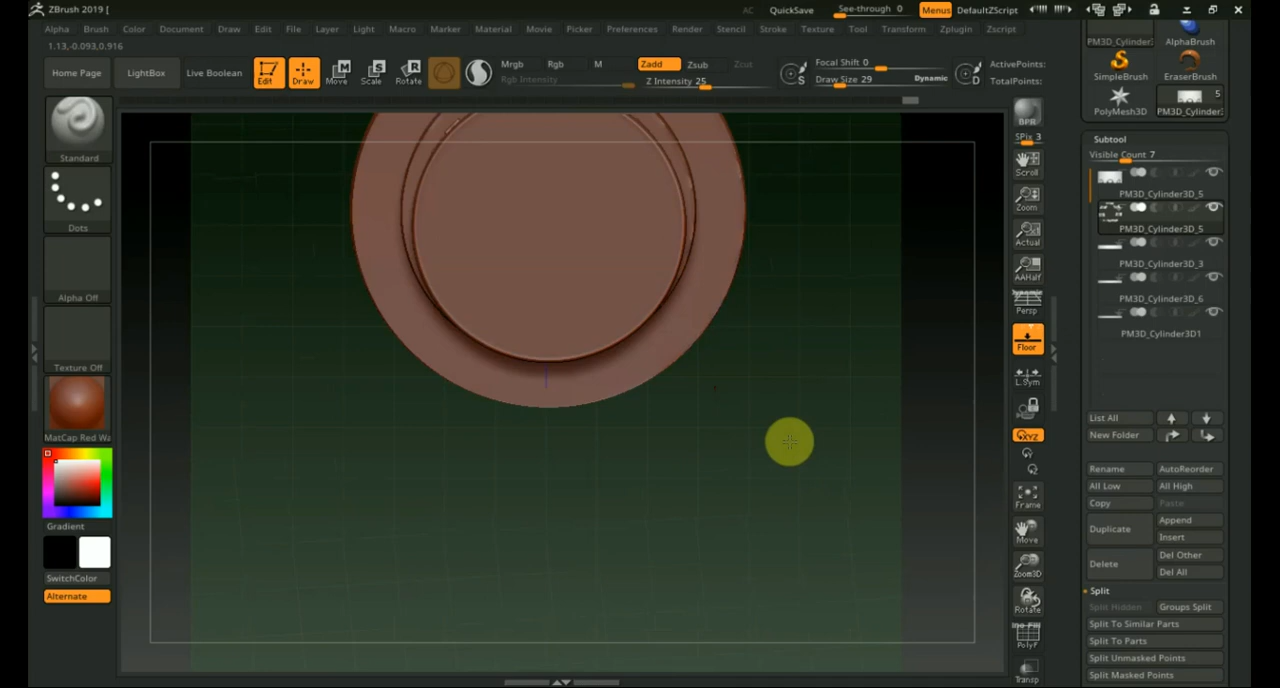 ZBrush 2019 [
AC QuickSave See-through 0 Menus DefaultZScript
Alpha Brush Color Document Draw Edit File Layer Light Macro Marker Material Movie Picker Preferences Render Stencil Stroke Texture Tool Transform Zplugin Zscript
1.13,-0.093,0.916
Home Page LightBox Live Boolean Edit Draw Move Scale Rotate
Mrgb Rgb M Zadd Zsub Zcut
Rgb Intensity Z Intensity 25
Focal Shift 0
Draw Size 29 Dynamic
ActivePoints:
TotalPoints:
Standard
Dots
Alpha Off
Texture Off
MatCap Red Wa
Gradient
SwitchColor
Alternate
BPR
SPix 3
Scroll
Zoom
Actual
AAHalf
Dynamic
Persp
Floor
L.Sym
XYZ
Frame
Move
Zoom3D
Rotate
PolyF
Transp
PM3D_Cylinder AlphaBrush
SimpleBrush EraserBrush
5
PolyMesh3D PM3D_Cylinder
Subtool
Visible Count 7
PM3D_Cylinder3D_5
PM3D_Cylinder3D_5
PM3D_Cylinder3D_3
PM3D_Cylinder3D_6
PM3D_Cylinder3D1
List All
New Folder
Rename AutoReorder
All Low All High
Copy Paste
Duplicate Append
Insert
Delete Del Other
Del All
Split
Split Hidden Groups Split
Split To Similar Parts
Split To Parts
Split Unmasked Points
Split Masked Points